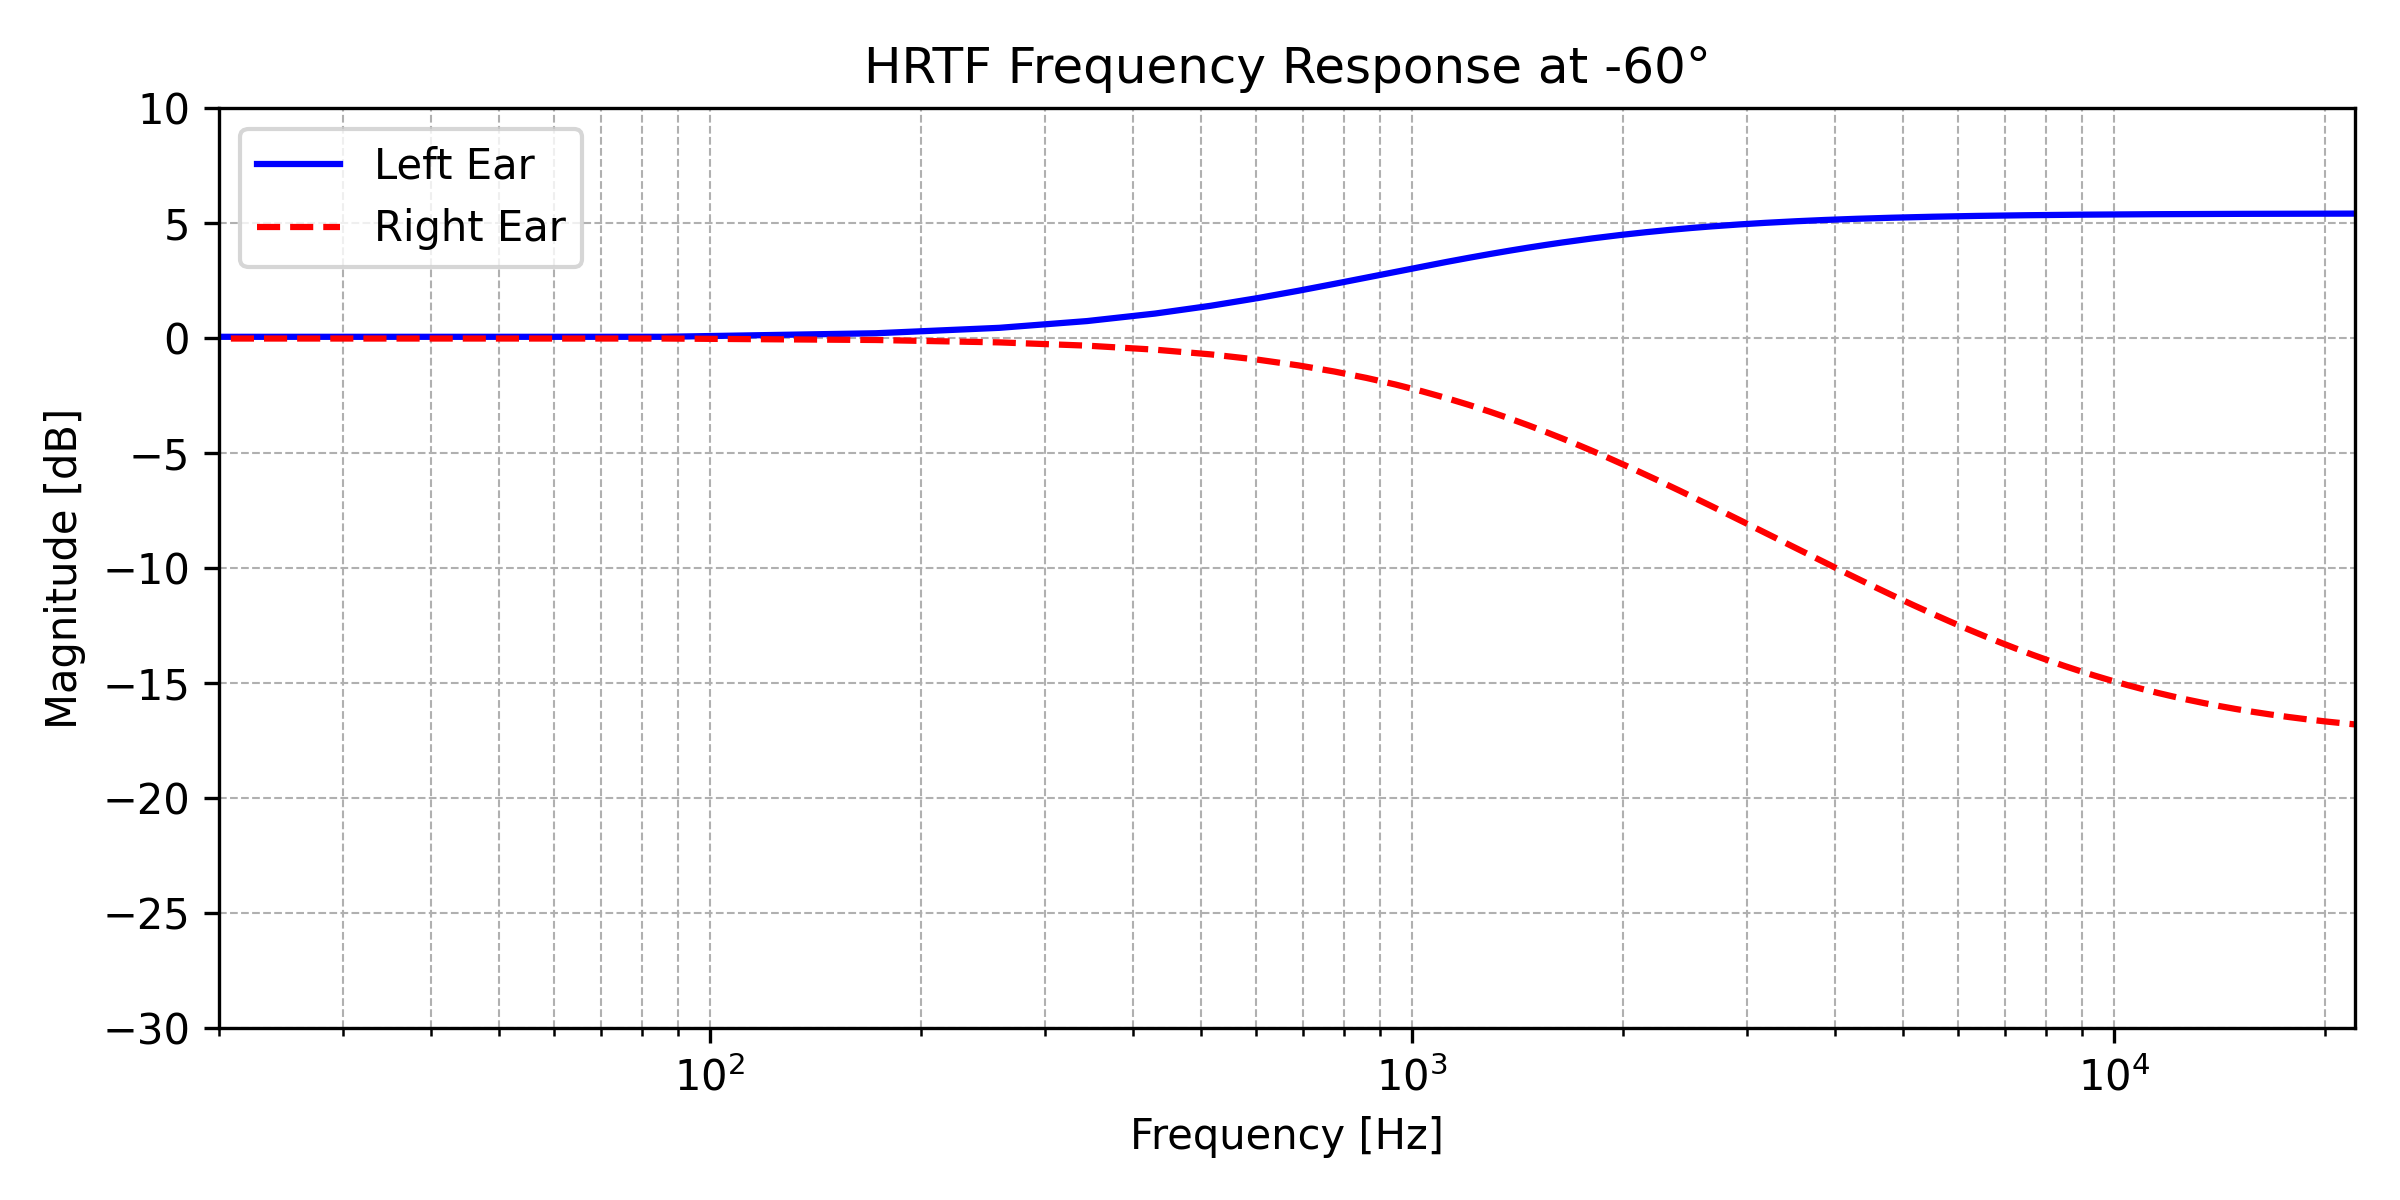 HRTF Frequency Response at -60°
Left Ear
Right Ear
Magnitude [dB]
10
5
0
−5
−10
−15
−20
−25
−30
10²
10³
10⁴
Frequency [Hz]